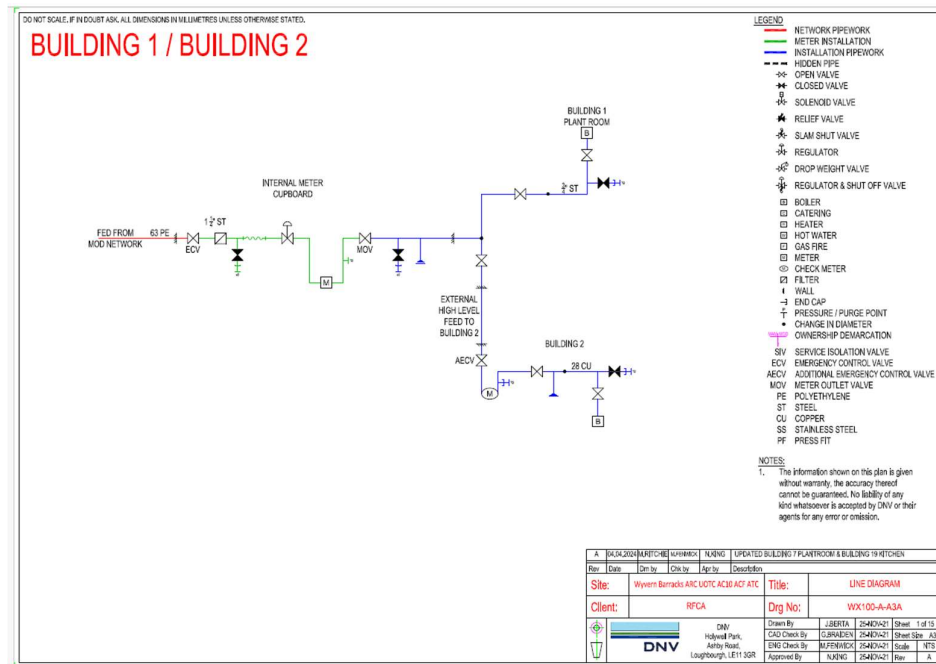 DO NOT SCALE. IF IN DOUBT ASK. ALL DIMENSIONS IN MILLIMETRES UNLESS OTHERWISE STATED.
BUILDING 1 / BUILDING 2
BUILDING 1
PLANT ROOM
B
INTERNAL METER
CUPBOARD
FED FROM
MOD NETWORK
63 PE
ECV
1 ½" ST
M
MOV
ST
EXTERNAL
HIGH LEVEL
FEED TO
BUILDING 2
AECV
M
BUILDING 2
28 CU
B
LEGEND
NETWORK PIPEWORK
METER INSTALLATION
INSTALLATION PIPEWORK
HIDDEN PIPE
OPEN VALVE
CLOSED VALVE
SOLENOID VALVE
RELIEF VALVE
SLAM SHUT VALVE
REGULATOR
DROP WEIGHT VALVE
REGULATOR & SHUT OFF VALVE
BOILER
CATERING
HEATER
HOT WATER
GAS FIRE
METER
CHECK METER
FILTER
WALL
END CAP
PRESSURE / PURGE POINT
CHANGE IN DIAMETER
OWNERSHIP DEMARCATION
SIV SERVICE ISOLATION VALVE
ECV EMERGENCY CONTROL VALVE
AECV ADDITIONAL EMERGENCY CONTROL VALVE
MOV METER OUTLET VALVE
PE POLYETHYLENE
ST STEEL
CU COPPER
SS STAINLESS STEEL
PF PRESS FIT
NOTES:
1. The information shown on this plan is given
without warranty, the accuracy thereof
cannot be guaranteed. No liability of any
kind whatsoever is accepted by DNV or their
agents for any error or omission.
A 04.04.2024 M.RITCHIE M.FENWICK N.KING UPDATED BUILDING 7 PLANTROOM & BUILDING 19 KITCHEN
Rev Date Drn by Chk by Apr by Description
Site: Wyvern Barracks ARC UOTC AC10 ACF ATC Title: LINE DIAGRAM
Client: RFCA Drg No: WX100-A-A3A
DNV
DNV
Holywell Park,
Ashby Road,
Loughbourgh, LE11 3GR
Drawn By J.BERTA 25-NOV-21 Sheet 1 of 15
CAD Check By G.BRAIDEN 25-NOV-21 Sheet Size A3
ENG Check By M.FENWICK 25-NOV-21 Scale NTS
Approved By N.KING 25-NOV-21 Rev A